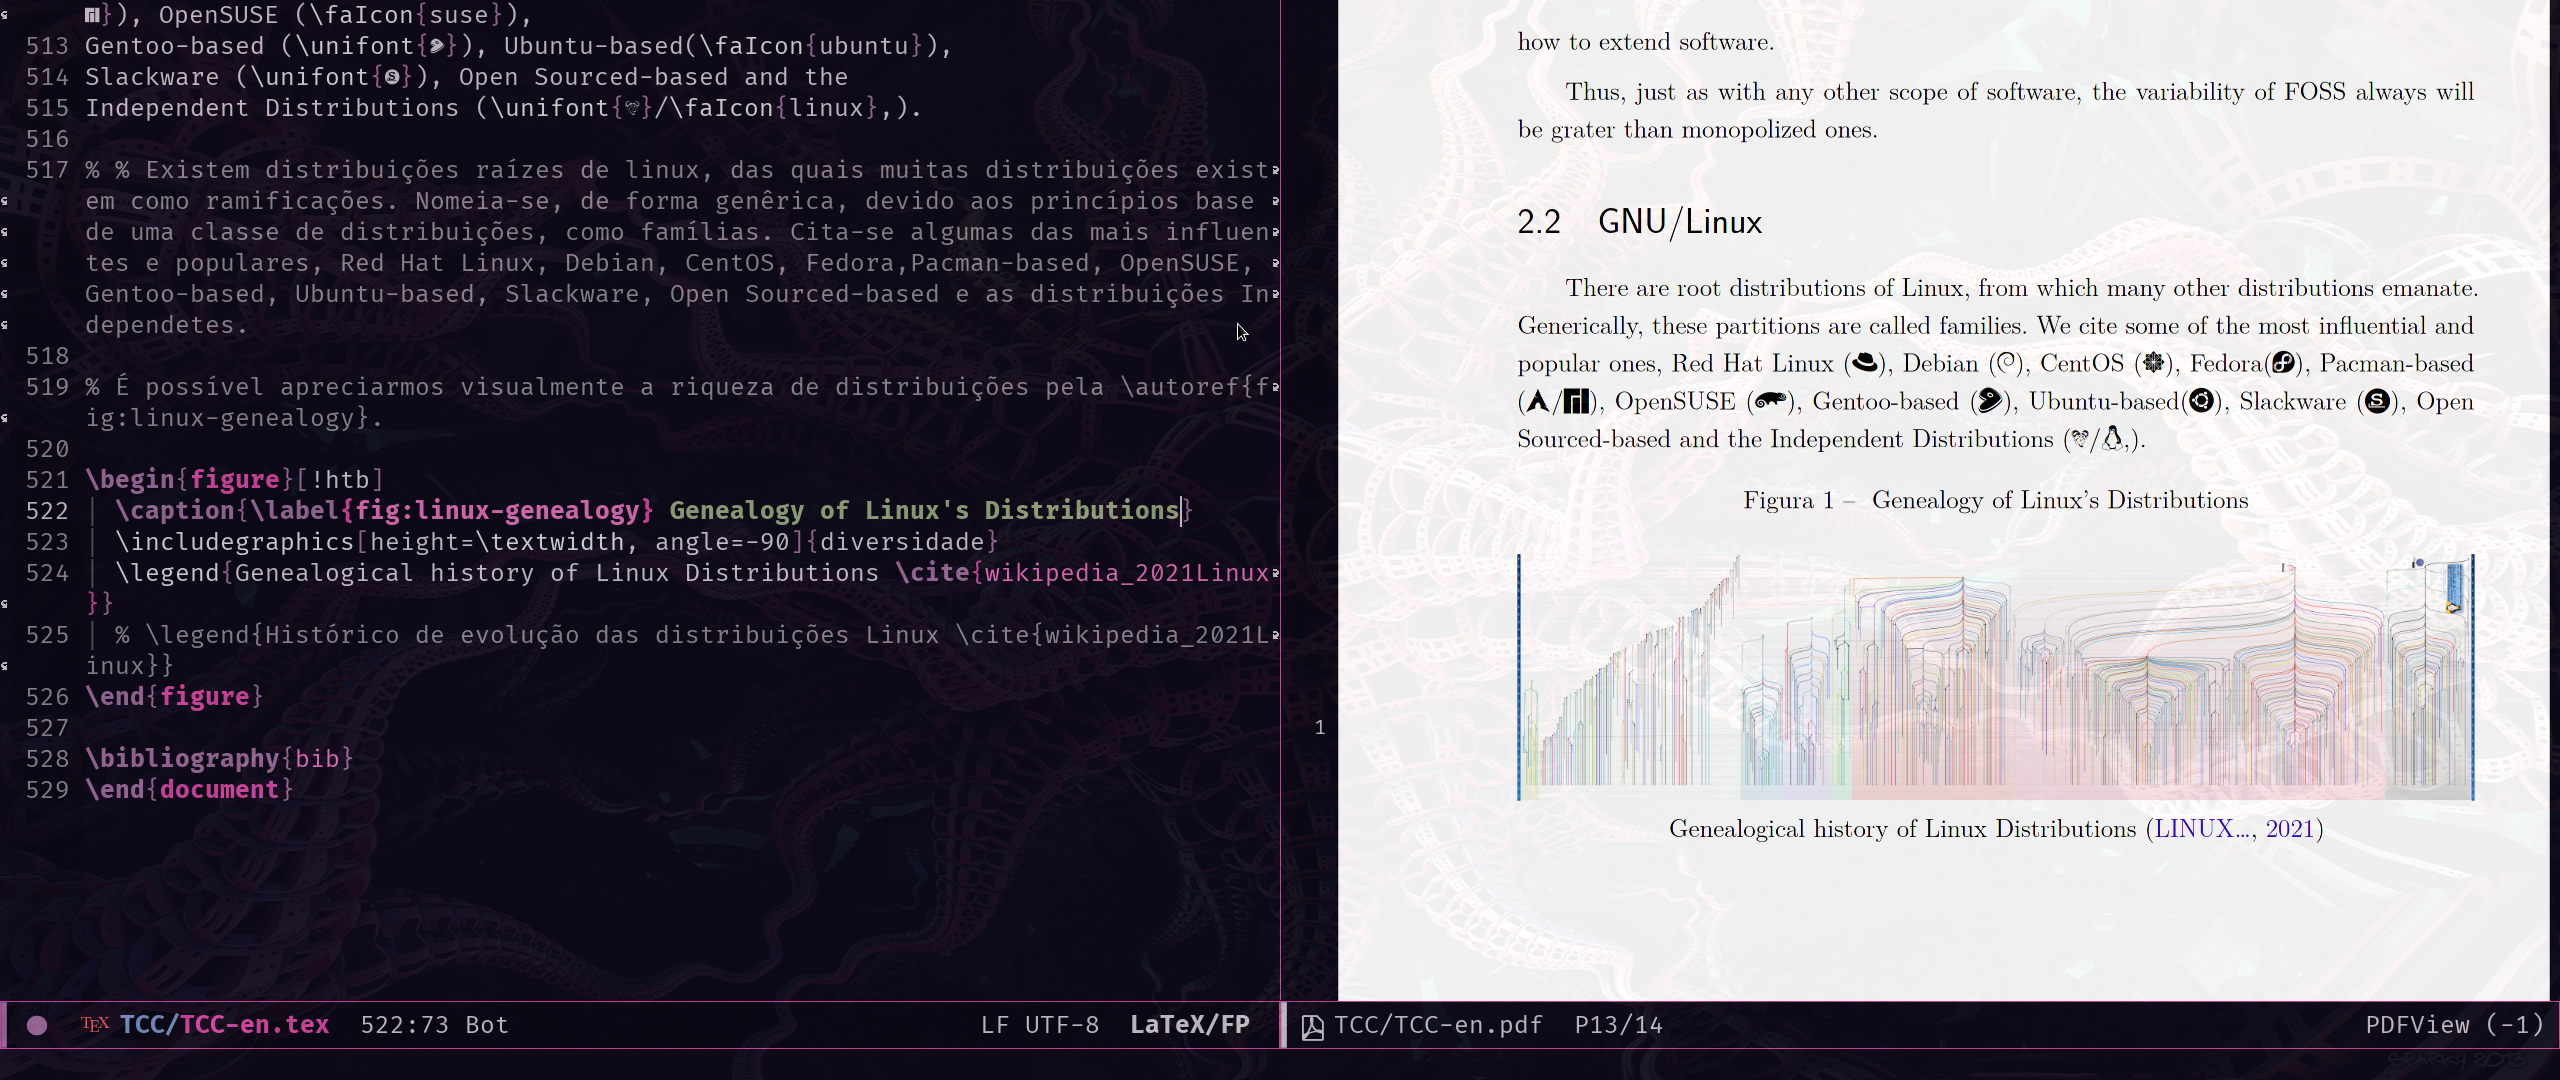 }), OpenSUSE (\faIcon{suse}),
513 Gentoo-based (\unifont{}), Ubuntu-based(\faIcon{ubuntu}),
514 Slackware (\unifont{}), Open Sourced-based and the
515 Independent Distributions (\unifont{}/\faIcon{linux},).
516
517 % % Existem distribuições raízes de linux, das quais muitas distribuições exist
em como ramificações. Nomeia-se, de forma genêrica, devido aos princípios base
de uma classe de distribuições, como famílias. Cita-se algumas das mais influen
tes e populares, Red Hat Linux, Debian, CentOS, Fedora,Pacman-based, OpenSUSE,
Gentoo-based, Ubuntu-based, Slackware, Open Sourced-based e as distribuições In
dependetes.
518
519 % É possível apreciarmos visualmente a riqueza de distribuições pela \autoref{f
ig:linux-genealogy}.
520
521 \begin{figure}[!htb]
522 \caption{\label{fig:linux-genealogy} Genealogy of Linux's Distributions}
523 \includegraphics[height=\textwidth, angle=-90]{diversidade}
524 \legend{Genealogical history of Linux Distributions \cite{wikipedia_2021Linux
}}
525 % \legend{Histórico de evolução das distribuições Linux \cite{wikipedia_2021L
inux}}
526 \end{figure}
527
528 \bibliography{bib}
529 \end{document}
TEX TCC/TCC-en.tex 522:73 Bot LF UTF-8 LaTeX/FP
how to extend software.
Thus, just as with any other scope of software, the variability of FOSS always will
be grater than monopolized ones.
2.2 GNU/Linux
There are root distributions of Linux, from which many other distributions emanate.
Generically, these partitions are called families. We cite some of the most influential and
popular ones, Red Hat Linux (), Debian (), CentOS (), Fedora(), Pacman-based
(/), OpenSUSE (), Gentoo-based (), Ubuntu-based(), Slackware (), Open
Sourced-based and the Independent Distributions (/,).
Figura 1 – Genealogy of Linux's Distributions
1
Genealogical history of Linux Distributions (LINUX..., 2021)
TCC/TCC-en.pdf P13/14 PDFView (-1)
SPARKY 2016